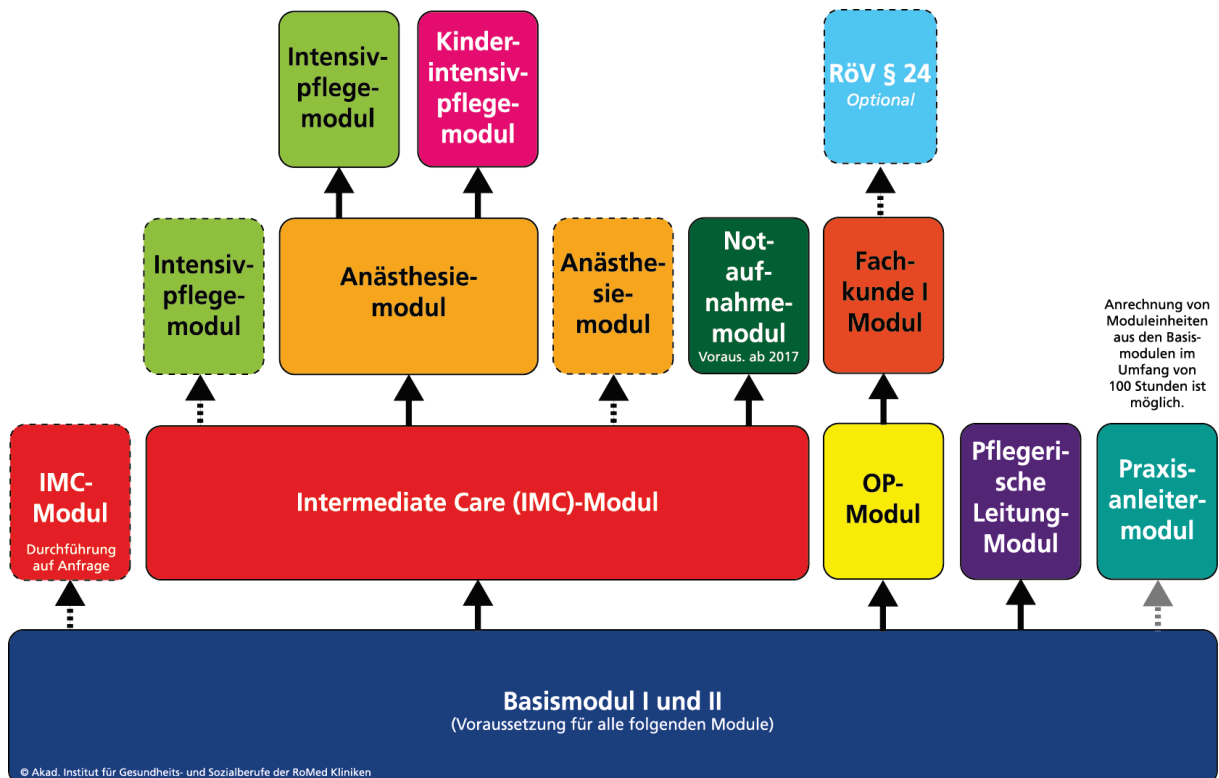 Intensiv-
pflege-
modul
Kinder-
intensiv-
pflege-
modul
RöV § 24
Optional
Intensiv-
pflege-
modul
Anästhesie-
modul
Anästhe-
sie-
modul
Not-
auf-
nahme-
modul
Voraus. ab 2017
Fach-
kunde I
Modul
Anrechnung von
Moduleinheiten
aus den Basis-
modulen im
Umfang von
100 Stunden ist
möglich.
IMC-
Modul
Durchführung
auf Anfrage
Intermediate Care (IMC)-Modul
OP-
Modul
Pflegeri-
sche
Leitung-
Modul
Praxis-
anleiter-
modul
Basismodul I und II
(Voraussetzung für alle folgenden Module)
© Akad. Institut für Gesundheits- und Sozialberufe der RoMed Kliniken